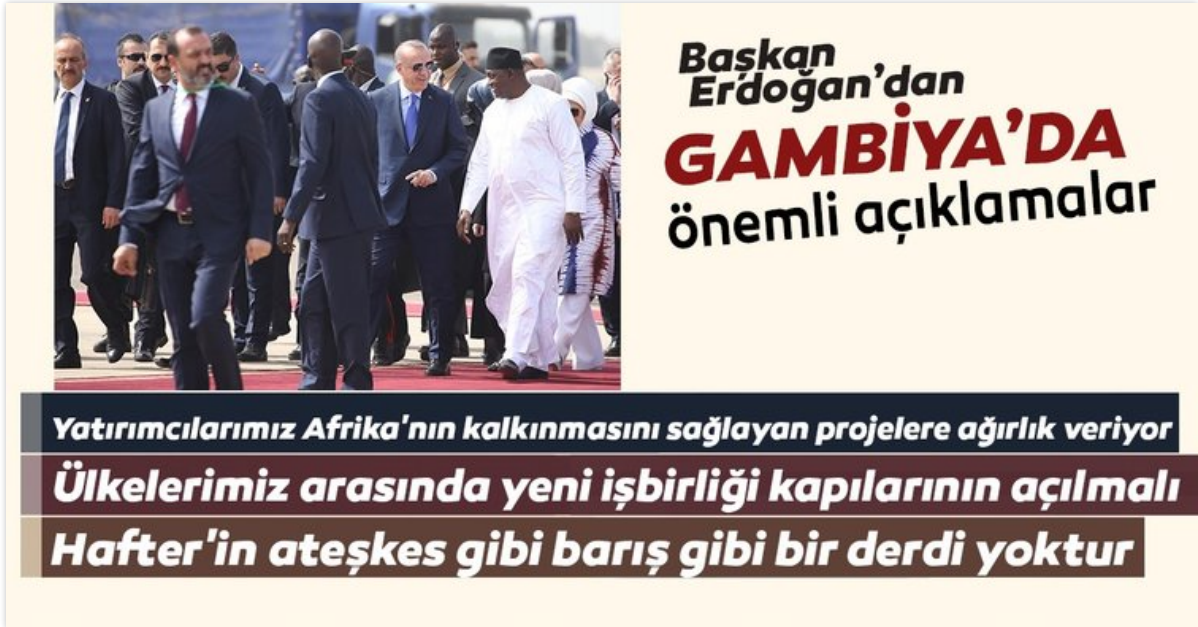 Başkan
Erdoğan'dan
GAMBİYA'DA
önemli açıklamalar
Yatırımcılarımız Afrika'nın kalkınmasını sağlayan projelere ağırlık veriyor
Ülkelerimiz arasında yeni işbirliği kapılarının açılmalı
Hafter'in ateşkes gibi barış gibi bir derdi yoktur